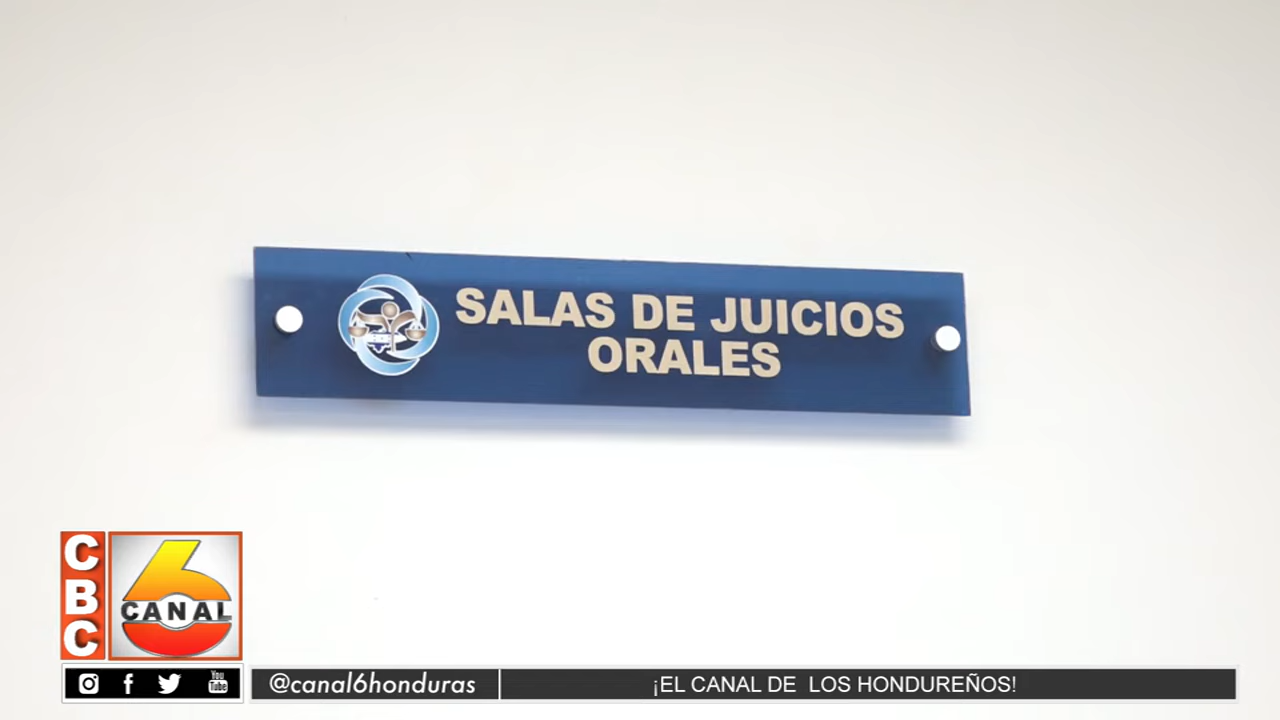 SALAS DE JUICIOS
ORALES
CBC
6
CANAL
You
Tube
@canal6honduras
¡EL CANAL DE  LOS HONDUREÑOS!